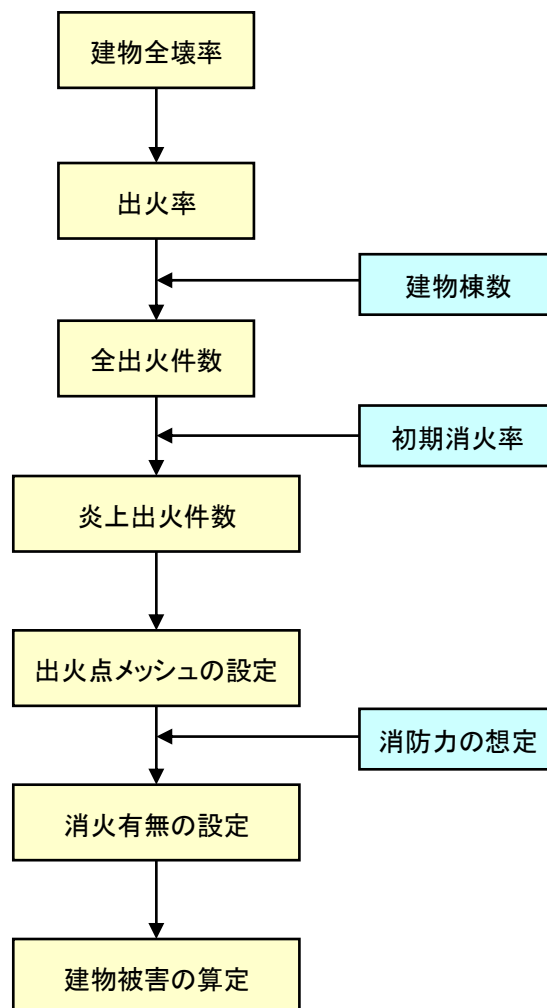 建物全壊率
出火率
建物棟数
全出火件数
初期消火率
炎上出火件数
出火点メッシュの設定
消防力の想定
消火有無の設定
建物被害の算定